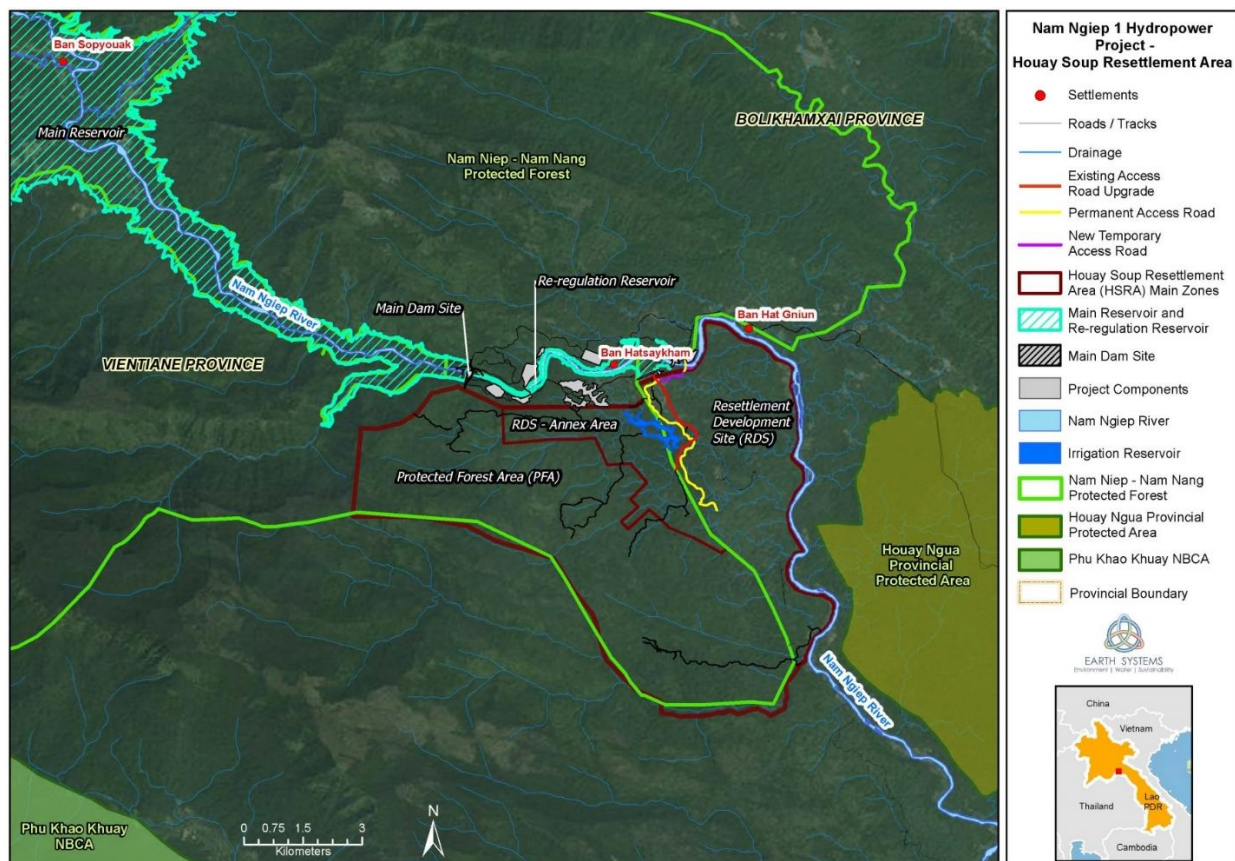 Ban Sopyouak
Main Reservoir
BOLIKHAMXAI PROVINCE
Nam Niep - Nam Nang
Protected Forest
Nam Ngiep River
Re-regulation Reservoir
Main Dam Site
Ban Hat Gniun
Ban Hatsaykham
VIENTIANE PROVINCE
RDS - Annex Area
Resettlement
Development
Site (RDS)
Protected Forest Area (PFA)
Houay Ngua
Provincial
Protected Area
Nam Ngiep River
Phu Khao Khuay
NBCA
0 0.75 1.5 3
Kilometers
N
Nam Ngiep 1 Hydropower
Project -
Houay Soup Resettlement Area
Settlements
Roads / Tracks
Drainage
Existing Access
Road Upgrade
Permanent Access Road
New Temporary
Access Road
Houay Soup Resettlement
Area (HSRA) Main Zones
Main Reservoir and
Re-regulation Reservoir
Main Dam Site
Project Components
Nam Ngiep River
Irrigation Reservoir
Nam Niep - Nam Nang
Protected Forest
Houay Ngua Provincial
Protected Area
Phu Khao Khuay NBCA
Provincial Boundary
EARTH SYSTEMS
Environment | Water | Sustainability
China
Vietnam
Lao
PDR
Thailand
Cambodia